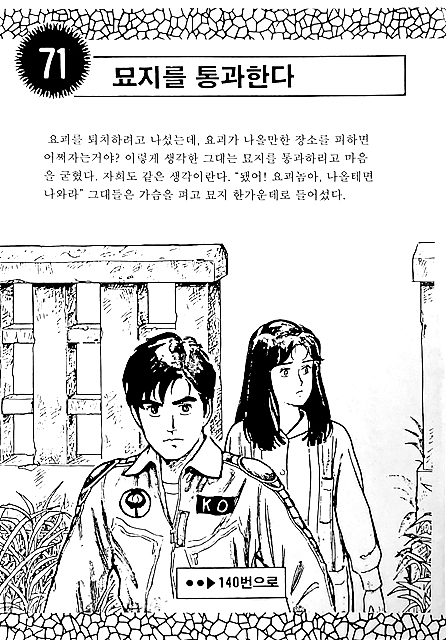 71
묘지를 통과한다
요괴를 퇴치하려고 나섰는데, 요괴가 나올만한 장소를 피하면
어쩌자는거야? 이렇게 생각한 그대는 묘지를 통과하리고 마음
을 굳혔다. 자희도 같은 생각이란다. "됐어! 요괴놈아, 나올테면
나와라" 그대들은 가슴을 펴고 묘지 한가운데로 들어섰다.
KO
●●▶140번으로